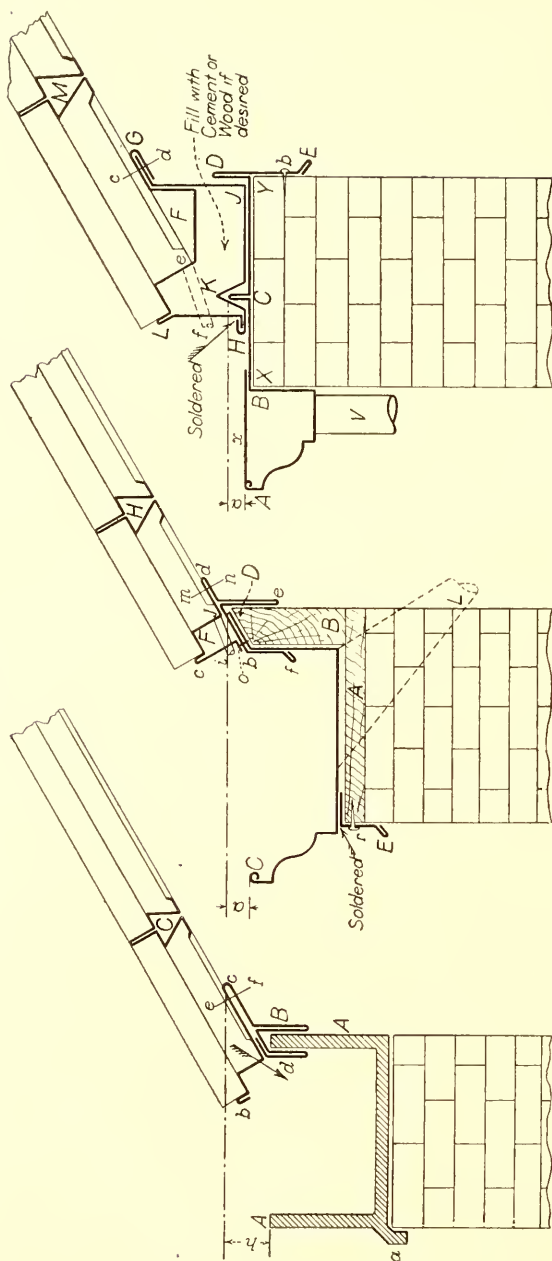 M
G
c
d
Fill with
Cement or
Wood if
desired
F
e
D
E
J
Y
b
K
L
f
H
C
Soldered
X
B
x
a
A
V
H
m
d
n
J
F
D
c
i
o
b
e
f
B
L
A
C
a
Soldered
r
E
C
e
c
f
B
b
d
A
A
h
a